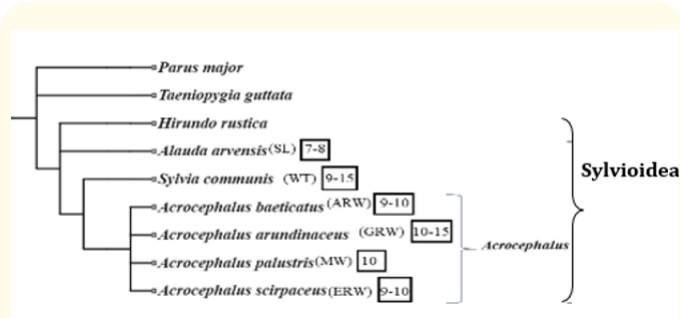 Parus major
Taeniopygia guttata
Hirundo rustica
Alauda arvensis (SL) 7-8
Sylvioidea
Sylvia communis (WT) 9-15
Acrocephalus baeticatus (ARW) 9-10
Acrocephalus arundinaceus (GRW) 10-15
Acrocephalus
Acrocephalus palustris (MW) 10
Acrocephalus scirpaceus (ERW) 9-10